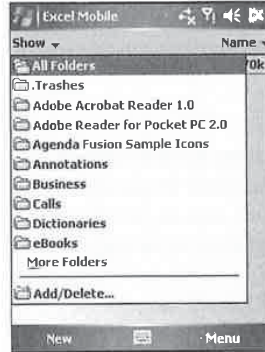 Excel Mobile
Show Name
All Folders
70k
.Trashes
Adobe Acrobat Reader 1.0
Adobe Reader for Pocket PC 2.0
Agenda Fusion Sample Icons
Annotations
Business
Calls
Dictionaries
eBooks
More Folders
Add/Delete...
New Menu